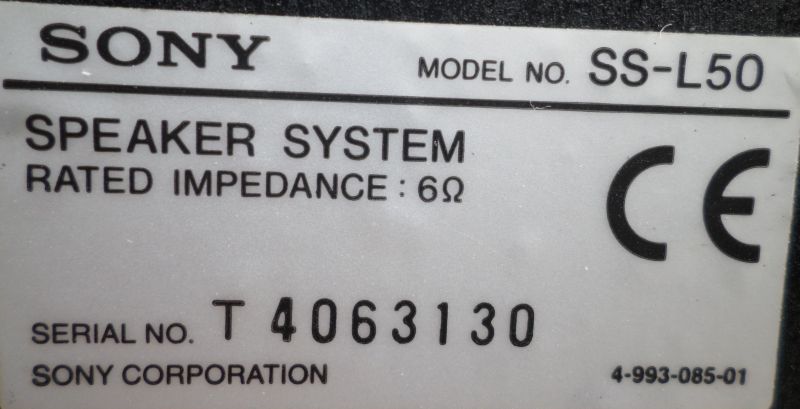 SONY MODEL NO. SS-L50
SPEAKER SYSTEM
RATED IMPEDANCE : 6Ω
CE
SERIAL NO. T 4063130
SONY CORPORATION 4-993-085-01